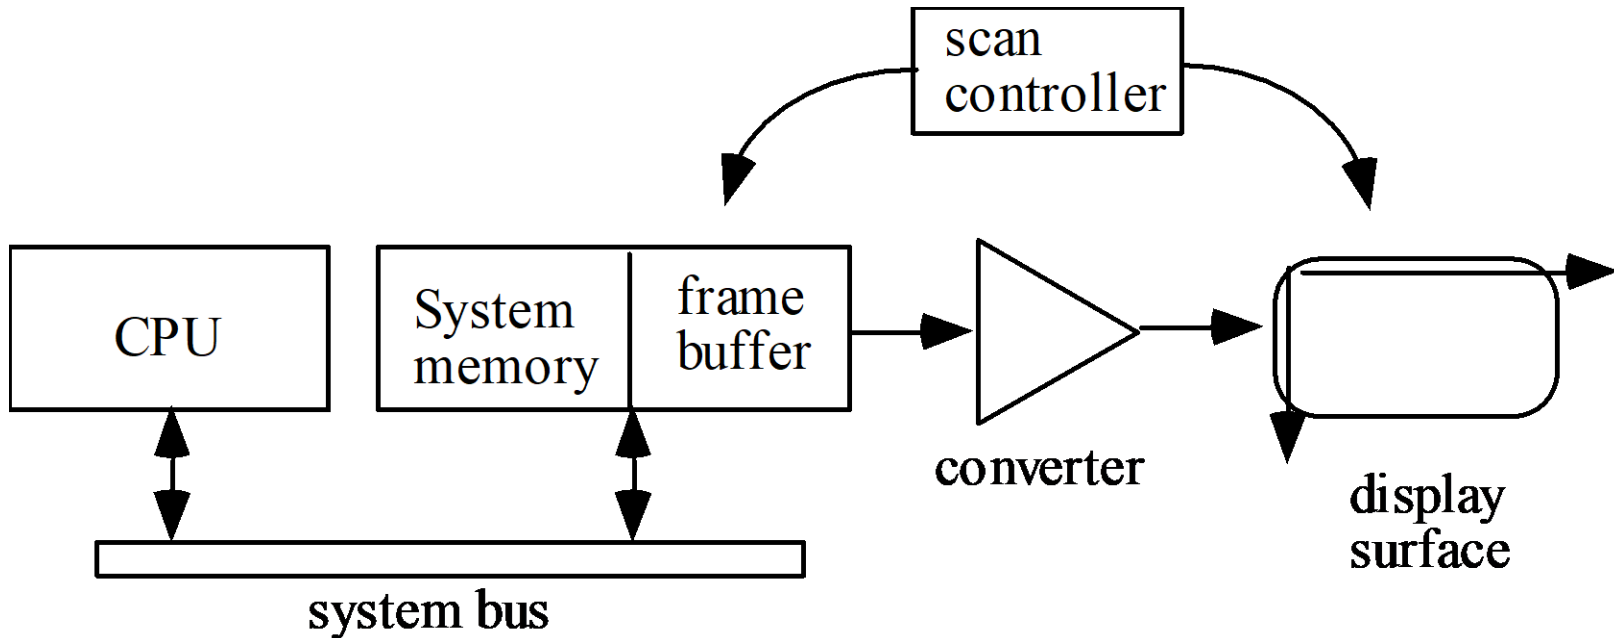 scan
controller
CPU
System
memory
frame
buffer
converter
display
surface
system bus